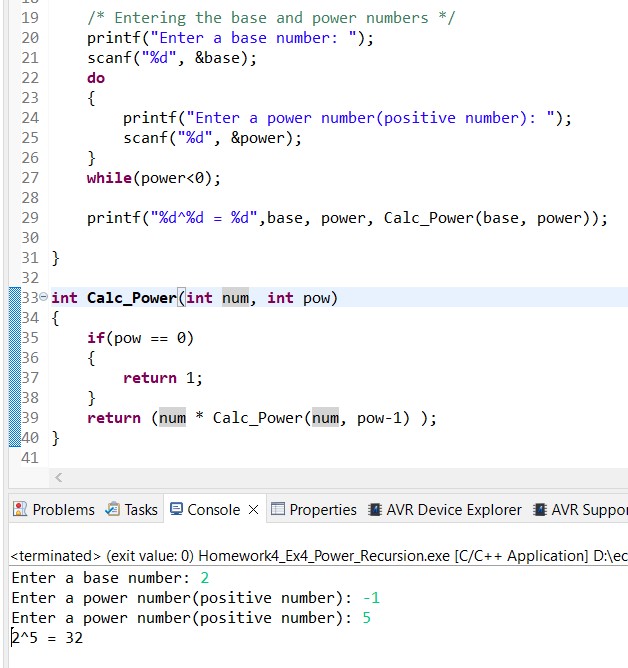 19 /* Entering the base and power numbers */
20 printf("Enter a base number: ");
21 scanf("%d", &base);
22 do
23 {
24 printf("Enter a power number(positive number): ");
25 scanf("%d", &power);
26 }
27 while(power<0);
28
29 printf("%d^%d = %d",base, power, Calc_Power(base, power));
30
31 }
32
33 int Calc_Power(int num, int pow)
34 {
35 if(pow == 0)
36 {
37 return 1;
38 }
39 return (num * Calc_Power(num, pow-1) );
40 }
41
Problems Tasks Console Properties AVR Device Explorer AVR Suppor
<terminated> (exit value: 0) Homework4_Ex4_Power_Recursion.exe [C/C++ Application] D:\ec
Enter a base number: 2
Enter a power number(positive number): -1
Enter a power number(positive number): 5
2^5 = 32